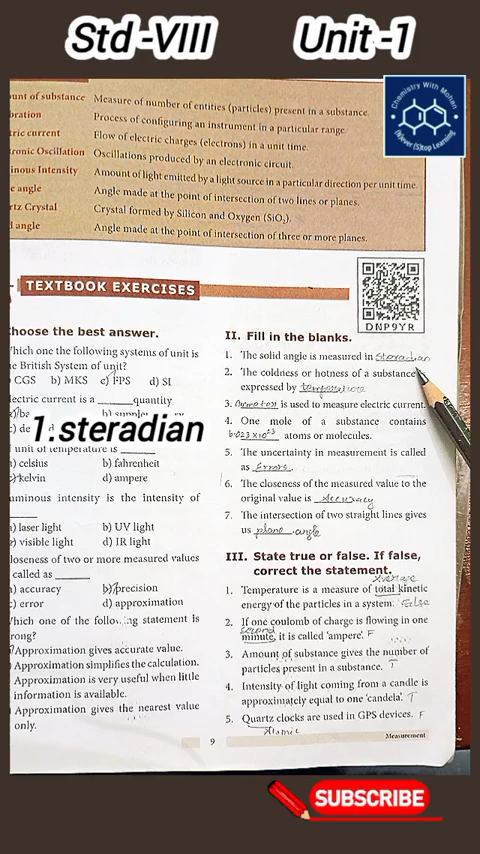 Std-VIII Unit-1
Chemistry With Mohan
(N)Ever (S)top Learning
ount of substance Measure of number of entities (particles) present in a substance.
bration Process of configuring an instrument in a particular range
tric current Flow of electric charges (electrons) in a unit time.
tronic Oscillation Oscillations produced by an electronic circuit.
inous Intensity Amount of light emitted by a light source in a particular direction per unit time.
e angle Angle made at the point of intersection of two lines or planes.
rtz Crystal Crystal formed by Silicon and Oxygen (SiO₂).
d angle Angle made at the point of intersection of three or more planes.
TEXTBOOK EXERCISES
DNP9YR
hoose the best answer.
hich one the following systems of unit is
e British System of unit?
CGS b) MKS c) FPS d) SI
lectric current is a ______ quantity
1.steradian
unit of temperature is ______
) celsius b) fahrenheit
c) kelvin d) ampere
uminous intensity is the intensity of
) laser light b) UV light
) visible light d) IR light
loseness of two or more measured values
called as ______
) accuracy b) precision
) error d) approximation
hich one of the following statement is
rong?
Approximation gives accurate value.
Approximation simplifies the calculation.
Approximation is very useful when little
information is available.
Approximation gives the nearest value
only.
II. Fill in the blanks.
1. The solid angle is measured in steradian
2. The coldness or hotness of a substance
expressed by temperature
3. Ammeter is used to measure electric current.
4. One mole of a substance contains
6.023x10²³ atoms or molecules.
5. The uncertainty in measurement is called
as Errors.
6. The closeness of the measured value to the
original value is Accuracy
7. The intersection of two straight lines gives
us plane angle
III. State true or false. If false,
correct the statement.
Average
1. Temperature is a measure of total kinetic
energy of the particles in a system. False
2. If one coulomb of charge is flowing in one
second
minute, it is called 'ampere'. F
3. Amount of substance gives the number of
particles present in a substance. T
4. Intensity of light coming from a candle is
approximately equal to one 'candela'. T
5. Quartz clocks are used in GPS devices. F
Atomic
9 Measurement
SUBSCRIBE